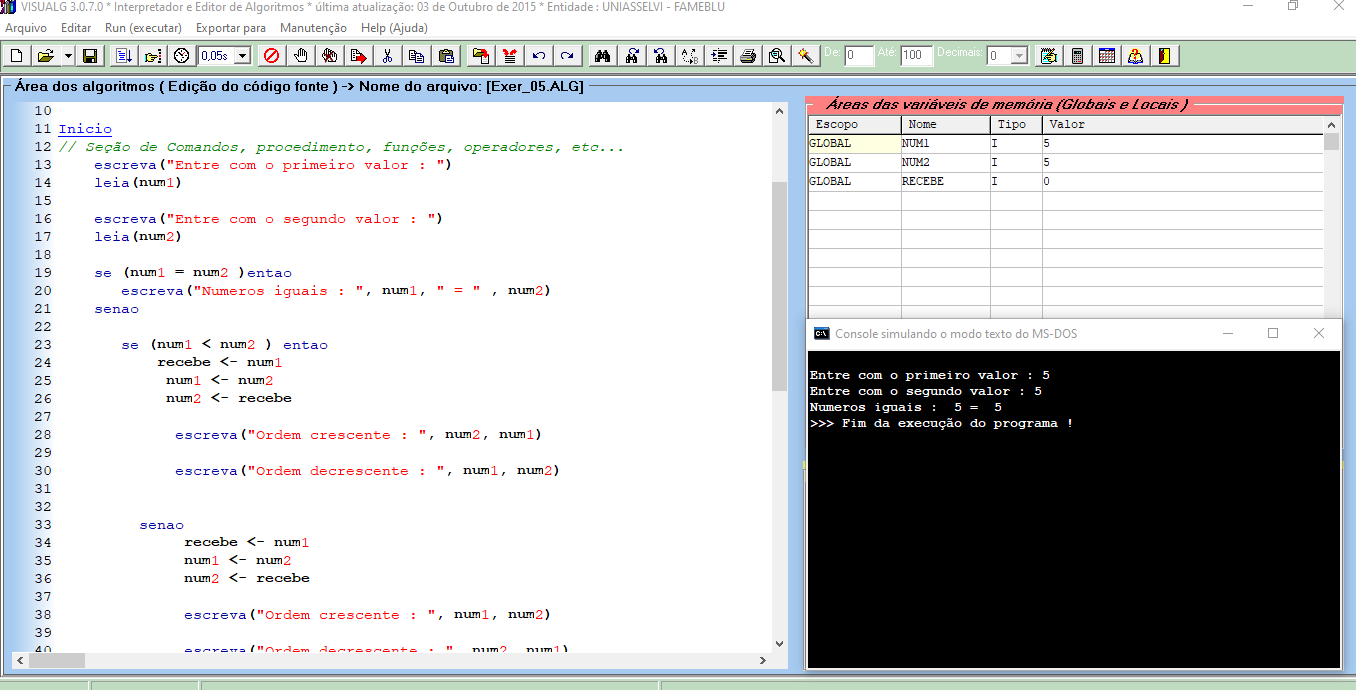 VISUALG 3.0.7.0 * Interpretador e Editor de Algoritmos * última atualização: 03 de Outubro de 2015 * Entidade : UNIASSELVI - FAMEBLU
Arquivo Editar Run (executar) Exportar para Manutenção Help (Ajuda)
0,05s De: 0 Até: 100 Decimais: 0
Área dos algoritmos ( Edição do código fonte ) -> Nome do arquivo: [Exer_05.ALG]
10
11 Inicio
12 // Seção de Comandos, procedimento, funções, operadores, etc...
13 escreva("Entre com o primeiro valor : ")
14 leia(num1)
15
16 escreva("Entre com o segundo valor : ")
17 leia(num2)
18
19 se (num1 = num2 )entao
20 escreva("Numeros iguais : ", num1, " = " , num2)
21 senao
22
23 se (num1 < num2 ) entao
24 recebe <- num1
25 num1 <- num2
26 num2 <- recebe
27
28 escreva("Ordem crescente : ", num2, num1)
29
30 escreva("Ordem decrescente : ", num1, num2)
31
32
33 senao
34 recebe <- num1
35 num1 <- num2
36 num2 <- recebe
37
38 escreva("Ordem crescente : ", num1, num2)
39
40 escreva("Ordem decrescente : ", num2, num1)
Áreas das variáveis de memória (Globais e Locais )
Escopo Nome Tipo Valor
GLOBAL NUM1 I 5
GLOBAL NUM2 I 5
GLOBAL RECEBE I 0
Console simulando o modo texto do MS-DOS
Entre com o primeiro valor : 5
Entre com o segundo valor : 5
Numeros iguais :  5 =  5
>>> Fim da execução do programa !